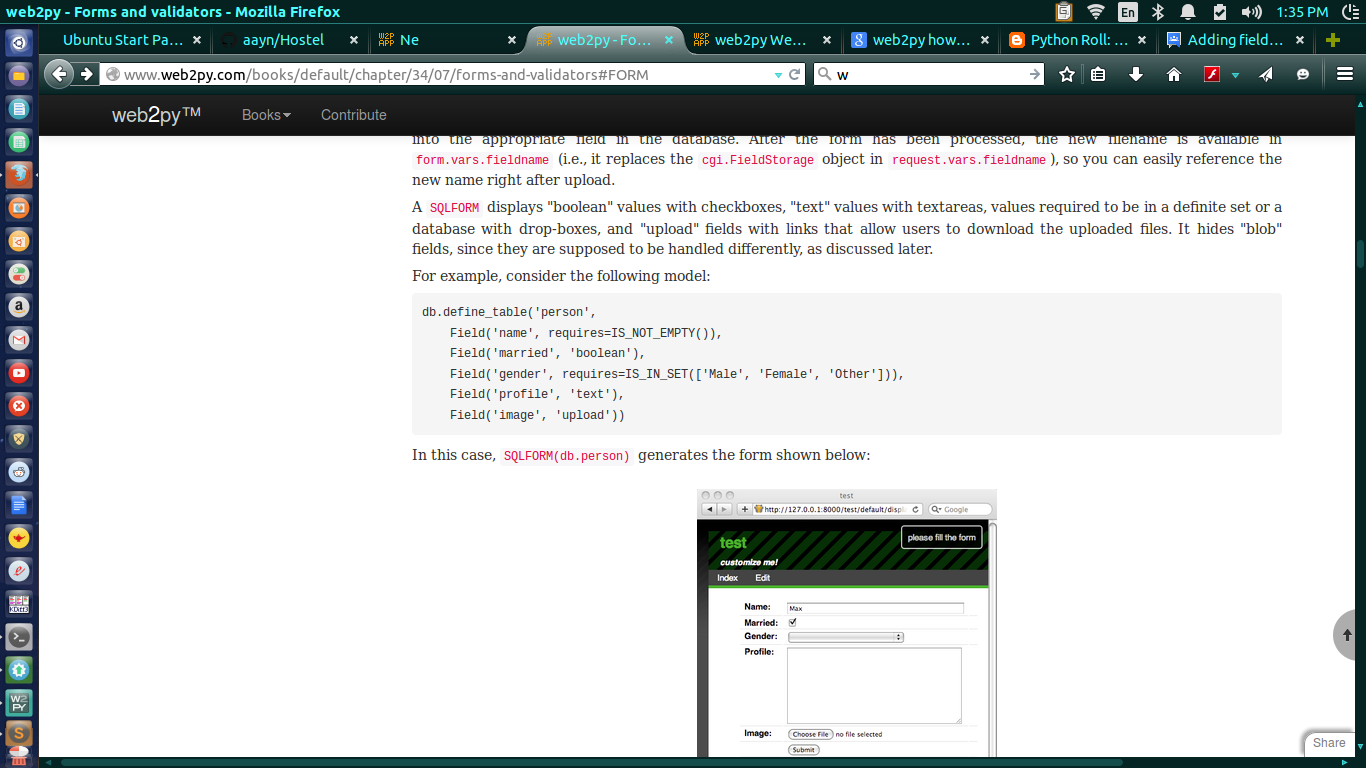 web2py - Forms and validators - Mozilla Firefox
En
1:35 PM
Ubuntu Start Pa...
aayn/Hostel
W2P APP Ne
web2py - Fo...
W2P APP web2py We...
web2py how...
Python Roll: ...
Adding field...
www.web2py.com/books/default/chapter/34/07/forms-and-validators#FORM
w
web2py™
Books
Contribute
into the appropriate field in the database. After the form has been processed, the new filename is available in
form.vars.fieldname (i.e., it replaces the cgi.FieldStorage object in request.vars.fieldname ), so you can easily reference the
new name right after upload.
A SQLFORM displays "boolean" values with checkboxes, "text" values with textareas, values required to be in a definite set or a
database with drop-boxes, and "upload" fields with links that allow users to download the uploaded files. It hides "blob"
fields, since they are supposed to be handled differently, as discussed later.
For example, consider the following model:
db.define_table('person',
Field('name', requires=IS_NOT_EMPTY()),
Field('married', 'boolean'),
Field('gender', requires=IS_IN_SET(['Male', 'Female', 'Other'])),
Field('profile', 'text'),
Field('image', 'upload'))
In this case, SQLFORM(db.person) generates the form shown below:
test
http://127.0.0.1:8000/test/default/displ
Google
test
please fill the form
customize me!
Index
Edit
Name:
Max
Married:
Gender:
Profile:
Image:
Choose File
no file selected
Submit
Share
KDiff3
W2
PY